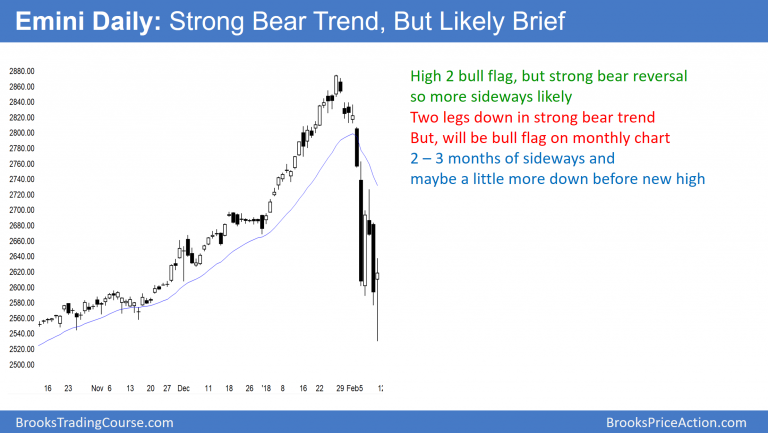 Emini Daily: Strong Bear Trend, But Likely Brief
2880.00
2860.00
2840.00
2820.00
2800.00
2780.00
2760.00
2740.00
2720.00
2700.00
2680.00
2660.00
2640.00
2620.00
2600.00
2580.00
2560.00
2540.00
2520.00
2500.00
16 23 Nov 6 13 20 27 Dec 11 18 26 '18 8 16 22 29 Feb5 12
High 2 bull flag, but strong bear reversal
so more sideways likely
Two legs down in strong bear trend
But, will be bull flag on monthly chart
2 – 3 months of sideways and
maybe a little more down before new high
BrooksTradingCourse.com
BrooksPriceAction.com